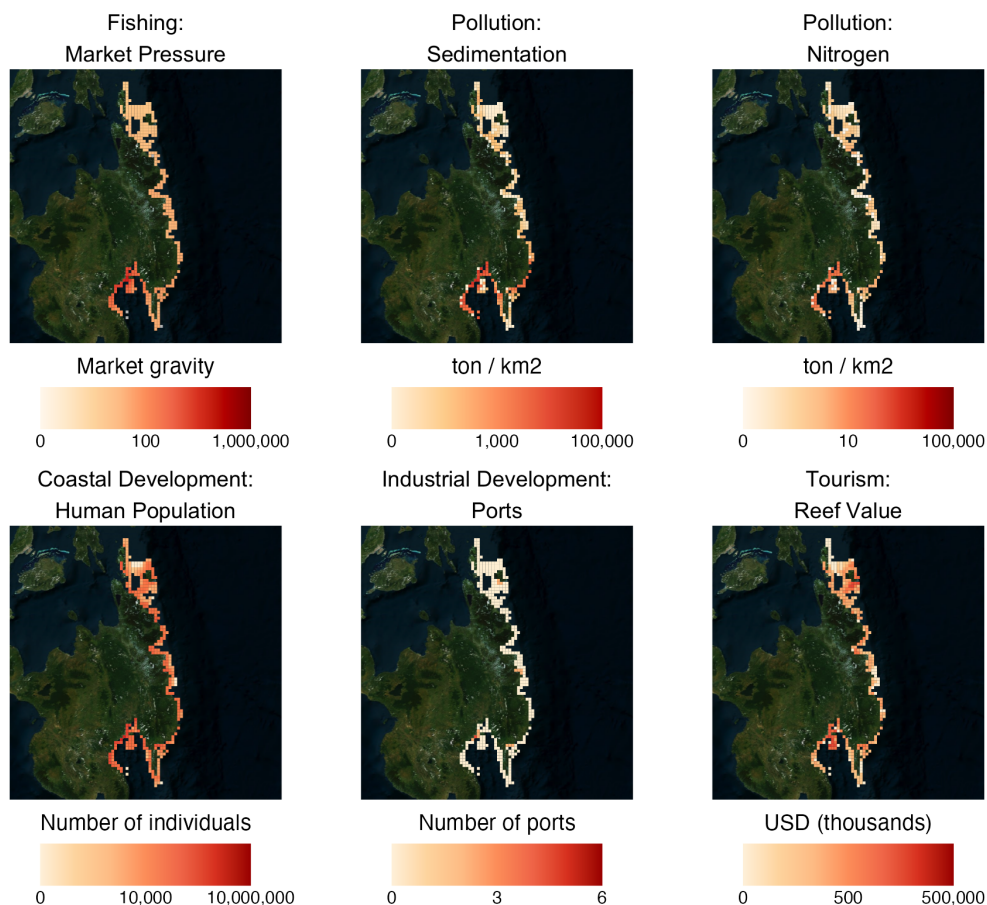 Fishing:
Market Pressure
Pollution:
Sedimentation
Pollution:
Nitrogen
Market gravity
0 100 1,000,000
ton / km2
0 1,000 100,000
ton / km2
0 10 100,000
Coastal Development:
Human Population
Industrial Development:
Ports
Tourism:
Reef Value
Number of individuals
0 10,000 10,000,000
Number of ports
0 3 6
USD (thousands)
0 500 500,000